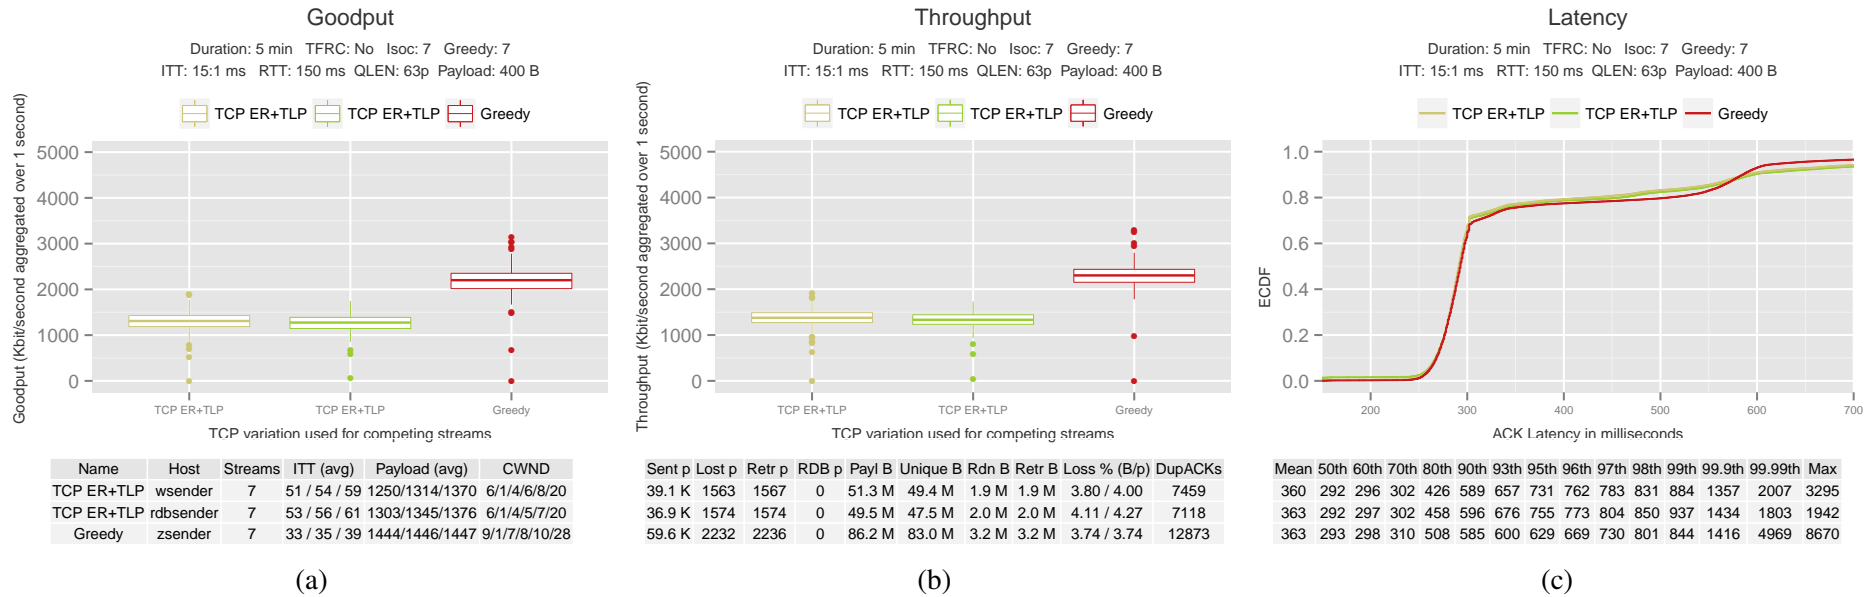 Goodput
Duration: 5 min TFRC: No Isoc: 7 Greedy: 7
ITT: 15:1 ms RTT: 150 ms QLEN: 63p Payload: 400 B
TCP ER+TLP TCP ER+TLP Greedy
Goodput (Kbit/second aggregated over 1 second)
5000
4000
3000
2000
1000
0
TCP ER+TLP TCP ER+TLP Greedy
TCP variation used for competing streams
Name Host Streams ITT (avg) Payload (avg) CWND
TCP ER+TLP wsender 7 51 / 54 / 59 1250/1314/1370 6/1/4/6/8/20
TCP ER+TLP rdbsender 7 53 / 56 / 61 1303/1345/1376 6/1/4/5/7/20
Greedy zsender 7 33 / 35 / 39 1444/1446/1447 9/1/7/8/10/28
(a)
Throughput
Duration: 5 min TFRC: No Isoc: 7 Greedy: 7
ITT: 15:1 ms RTT: 150 ms QLEN: 63p Payload: 400 B
TCP ER+TLP TCP ER+TLP Greedy
Throughput (Kbit/second aggregated over 1 second)
5000
4000
3000
2000
1000
0
TCP ER+TLP TCP ER+TLP Greedy
TCP variation used for competing streams
Sent p Lost p Retr p RDB p Payl B Unique B Rdn B Retr B Loss % (B/p) DupACKs
39.1 K 1563 1567 0 51.3 M 49.4 M 1.9 M 1.9 M 3.80 / 4.00 7459
36.9 K 1574 1574 0 49.5 M 47.5 M 2.0 M 2.0 M 4.11 / 4.27 7118
59.6 K 2232 2236 0 86.2 M 83.0 M 3.2 M 3.2 M 3.74 / 3.74 12873
(b)
Latency
Duration: 5 min TFRC: No Isoc: 7 Greedy: 7
ITT: 15:1 ms RTT: 150 ms QLEN: 63p Payload: 400 B
TCP ER+TLP TCP ER+TLP Greedy
ECDF
1.0
0.8
0.6
0.4
0.2
0.0
200 300 400 500 600 700
ACK Latency in milliseconds
Mean 50th 60th 70th 80th 90th 93th 95th 96th 97th 98th 99th 99.9th 99.99th Max
360 292 296 302 426 589 657 731 762 783 831 884 1357 2007 3295
363 292 297 302 458 596 676 755 773 804 850 937 1434 1803 1942
363 293 298 310 508 585 600 629 669 730 801 844 1416 4969 8670
(c)